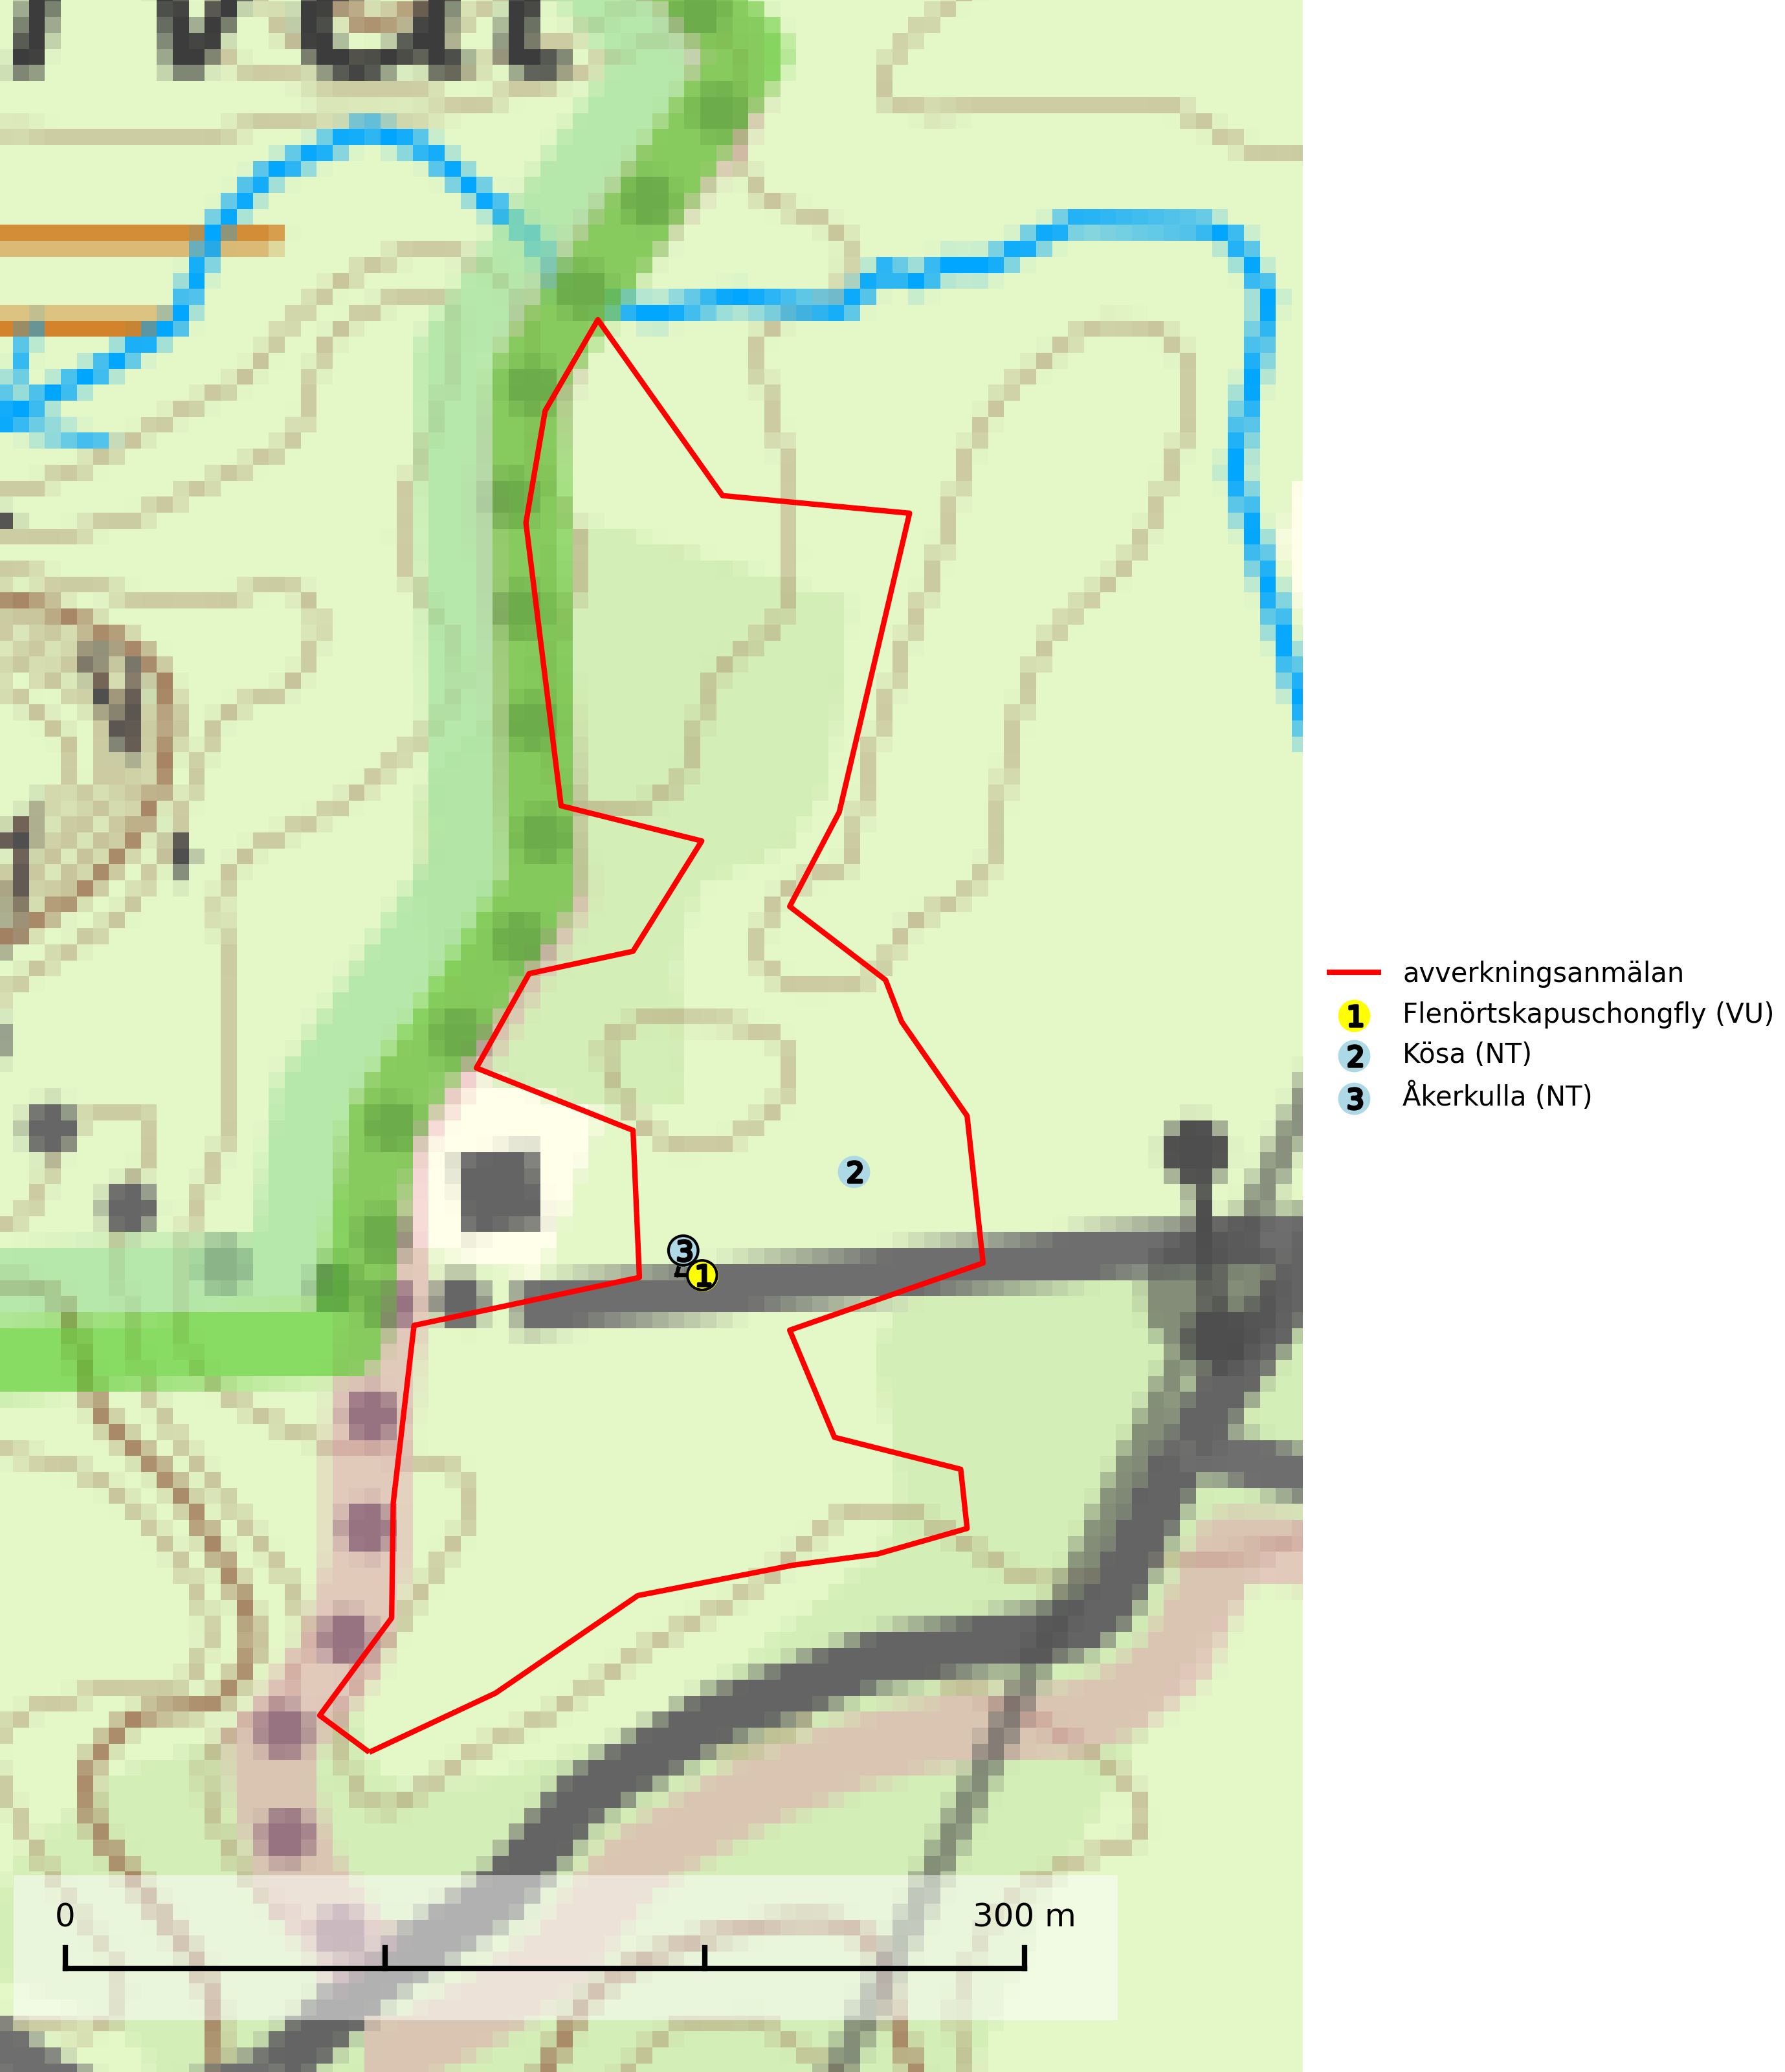 avverkningsanmälan
1 Flenörtskapuschongfly (VU)
2 Kösa (NT)
3 Åkerkulla (NT)
2
3
1
0 300 m